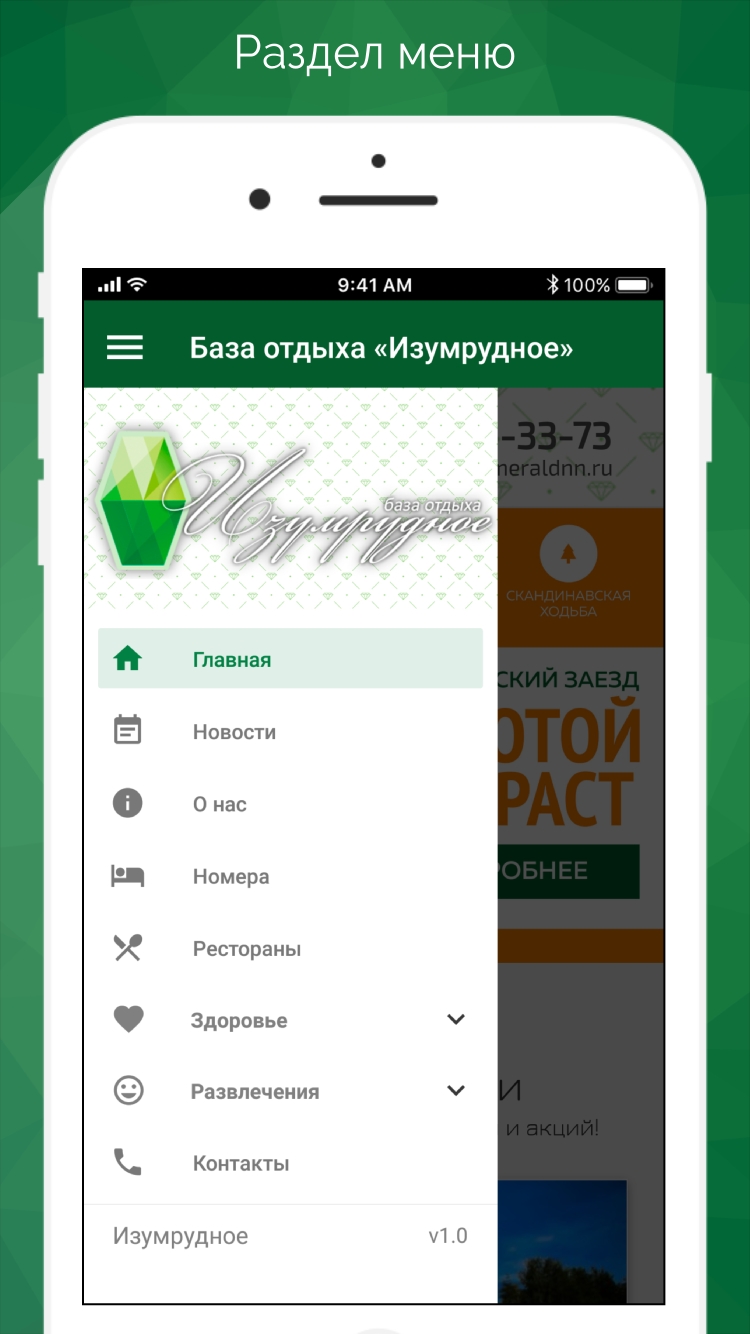 Раздел меню
9:41 AM
100%
База отдыха «Изумрудное»
база отдыха
Изумрудное
-33-73
neraldnn.ru
СКАНДИНАВСКАЯ
ХОДЬБА
СКИЙ ЗАЕЗД
ОТОЙ
РАСТ
РОБНЕЕ
И
и акций!
Главная
Новости
О нас
Номера
Рестораны
Здоровье
Развлечения
Контакты
Изумрудное
v1.0